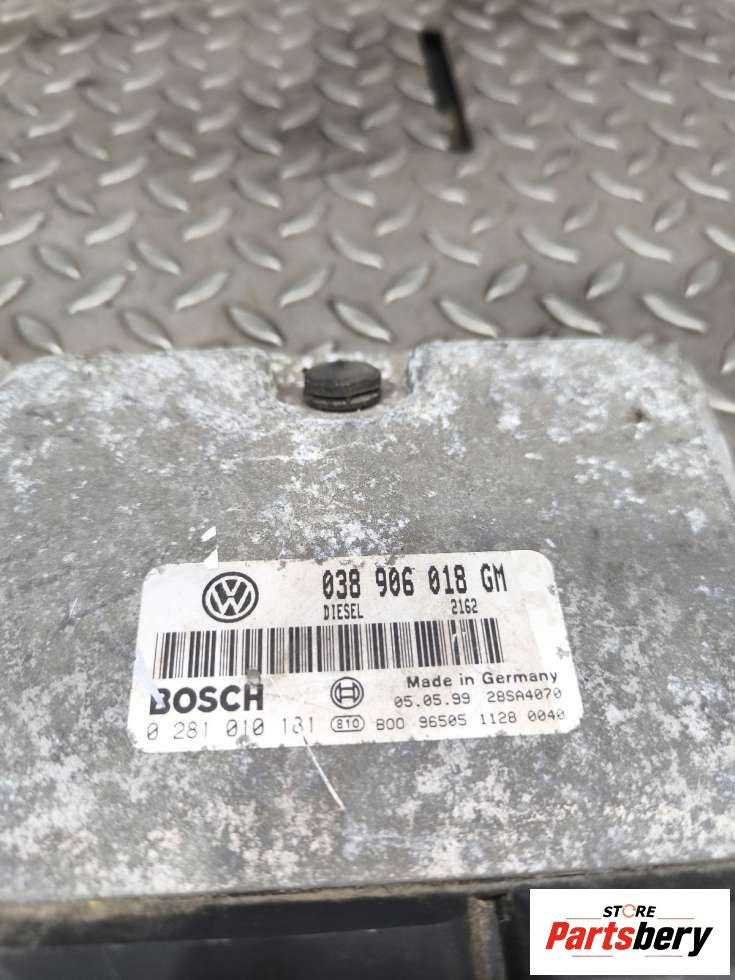 038 906 018 GM
DIESEL 2162
Made in Germany
BOSCH 05.05.99 28SA4070
0 281 010 181 810 B00 96505 1128 0040
STORE
Partsbery